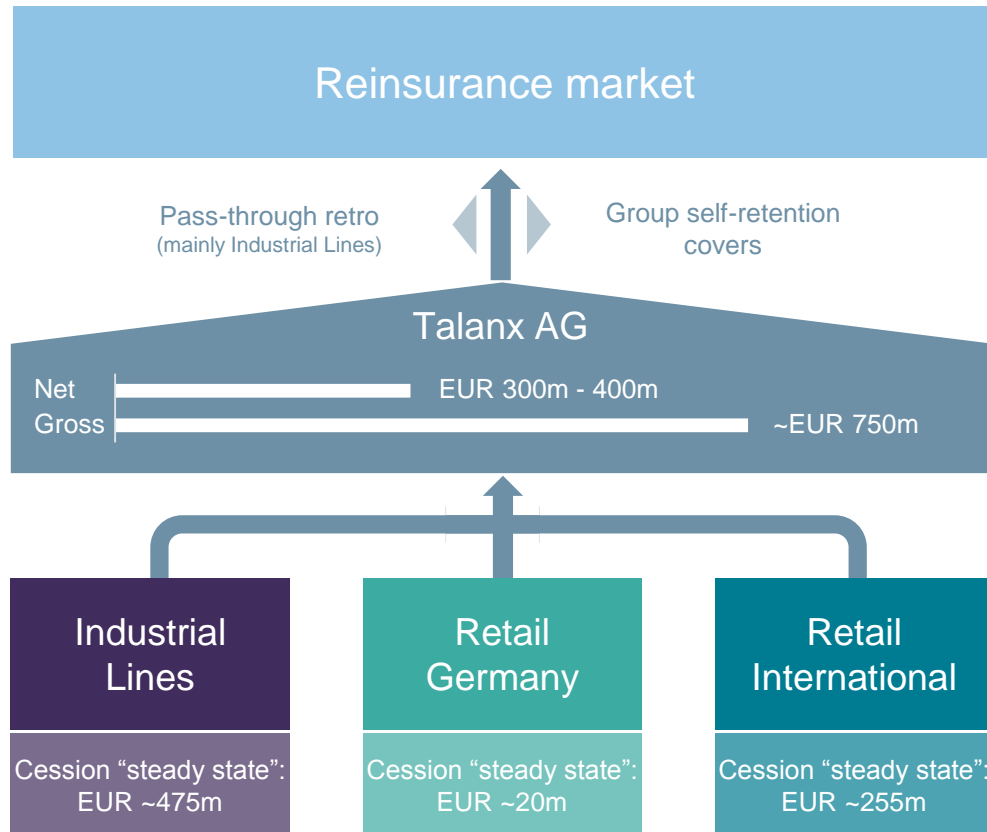 Reinsurance market
Pass-through retro
(mainly Industrial Lines)
Group self-retention
covers
Talanx AG
Net
EUR 300m - 400m
Gross
~EUR 750m
Industrial
Lines
Retail
Germany
Retail
International
Cession “steady state”:
EUR ~475m
Cession “steady state”:
EUR ~20m
Cession “steady state”:
EUR ~255m